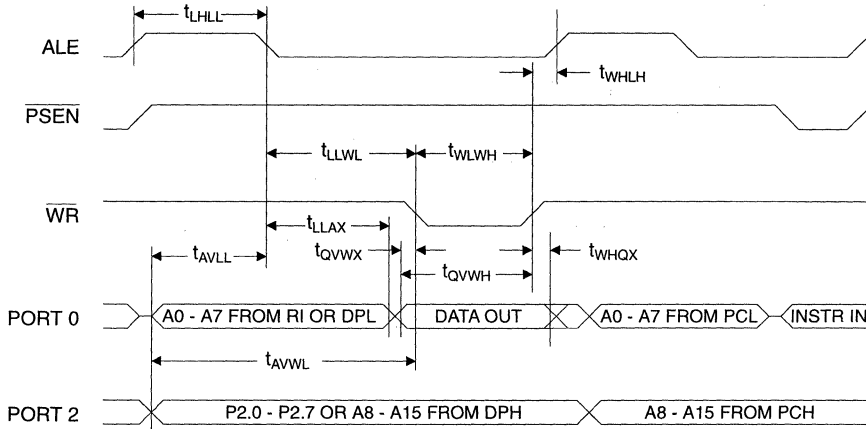 tLHLL
ALE
tWHLH
PSEN
tLLWL
tWLWH
WR
tLLAX
tAVLL
tQVWX
tWHQX
tQVWH
PORT 0
A0 - A7 FROM RI OR DPL
DATA OUT
A0 - A7 FROM PCL
INSTR IN
tAVWL
PORT 2
P2.0 - P2.7 OR A8 - A15 FROM DPH
A8 - A15 FROM PCH